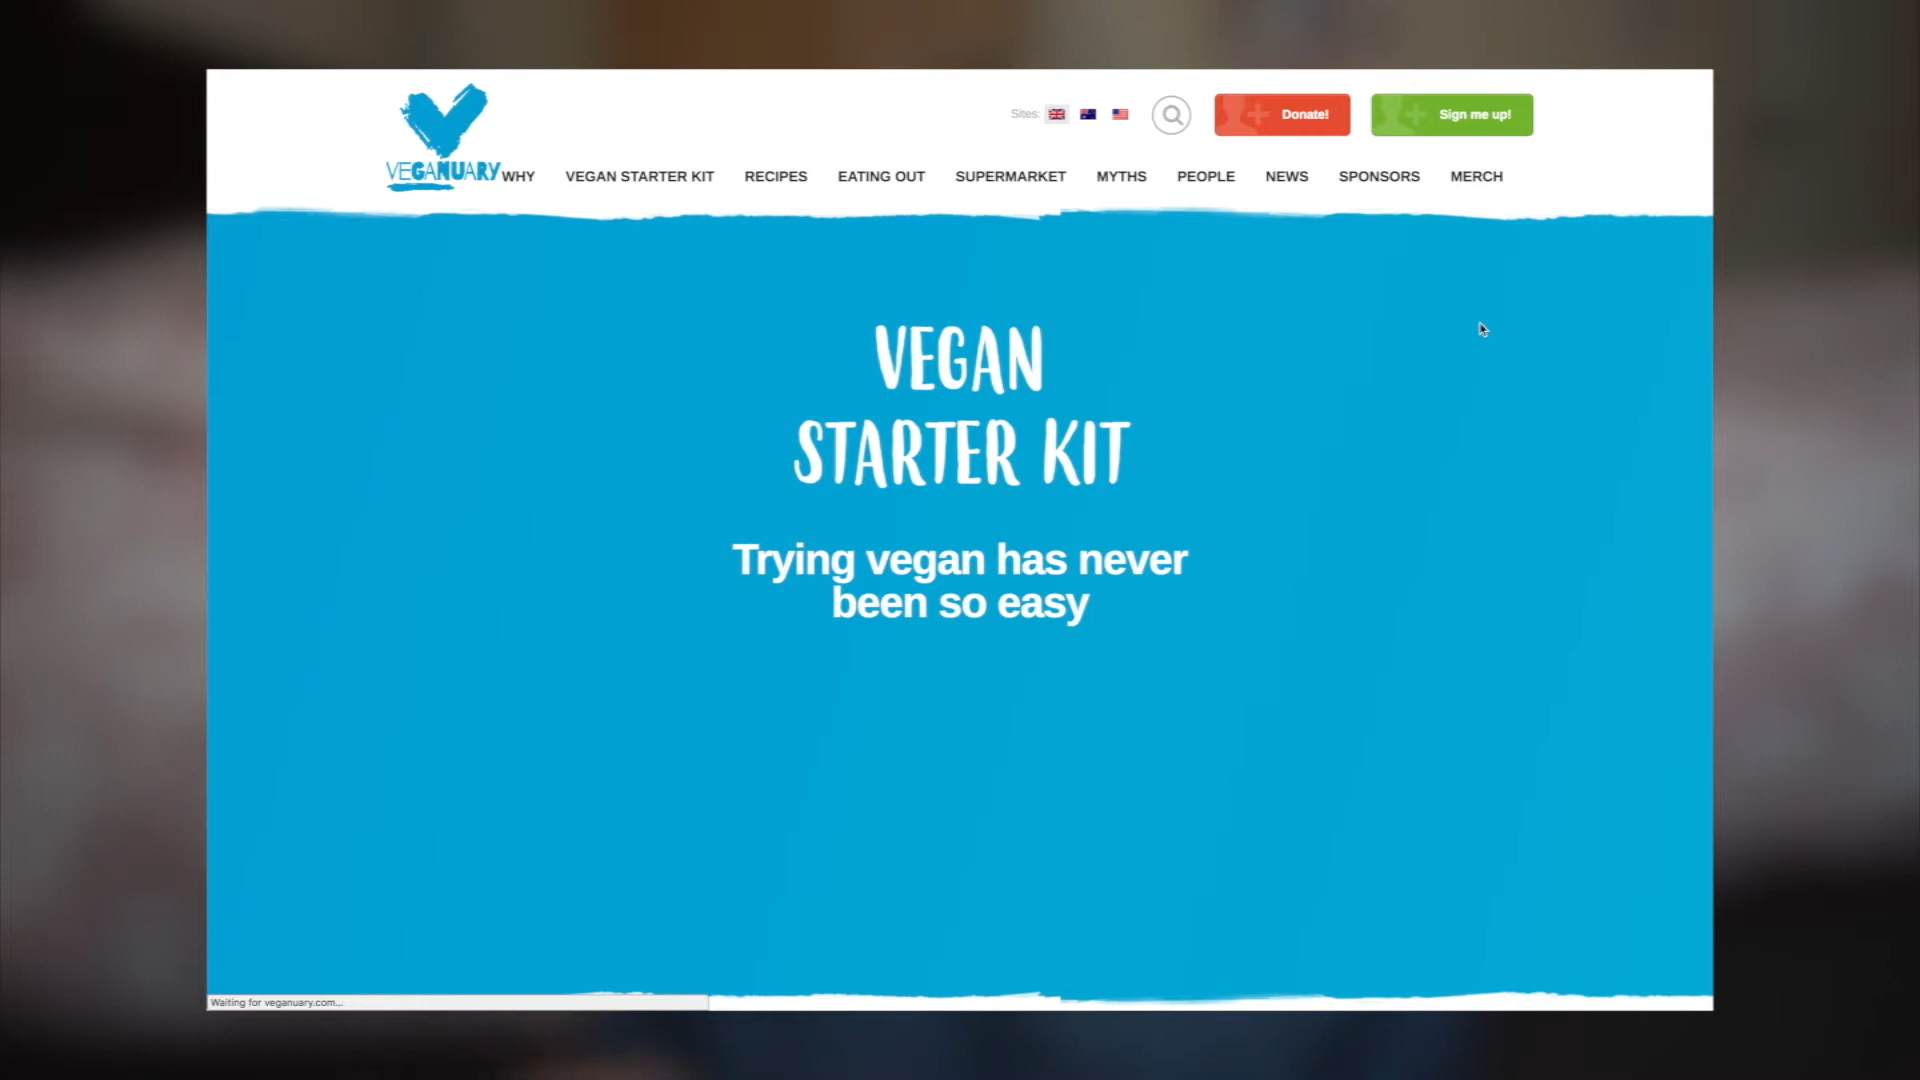 Sites:
Donate!
Sign me up!
VEGANUARY
WHY VEGAN STARTER KIT RECIPES EATING OUT SUPERMARKET MYTHS PEOPLE NEWS SPONSORS MERCH
VEGAN
STARTER KIT
Trying vegan has never
been so easy
Waiting for veganuary.com...